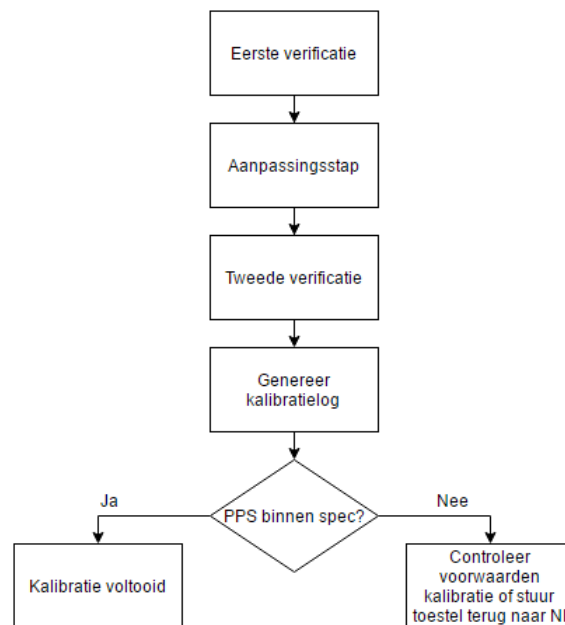 Eerste verificatie
Aanpassingsstap
Tweede verificatie
Genereer
kalibratielog
PPS binnen spec?
Ja
Nee
Kalibratie voltooid
Controleer
voorwaarden
kalibratie of stuur
toestel terug naar NI